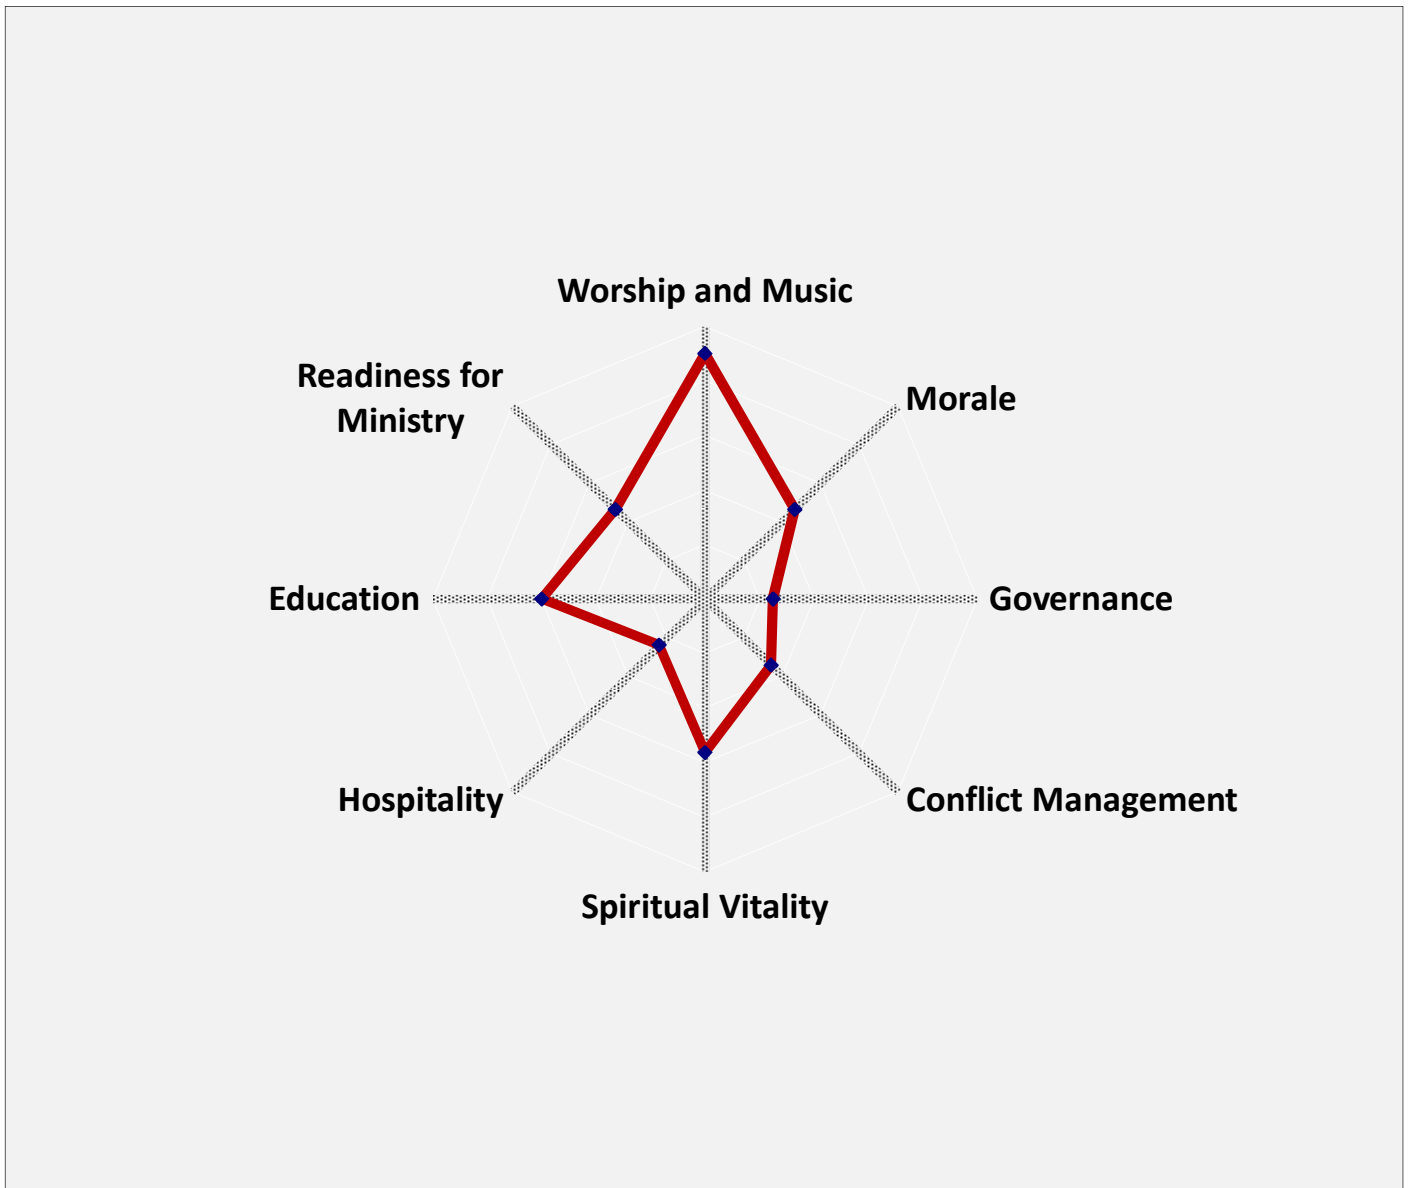 Worship and Music
Readiness for
Ministry
Morale
Education
Governance
Hospitality
Conflict Management
Spiritual Vitality